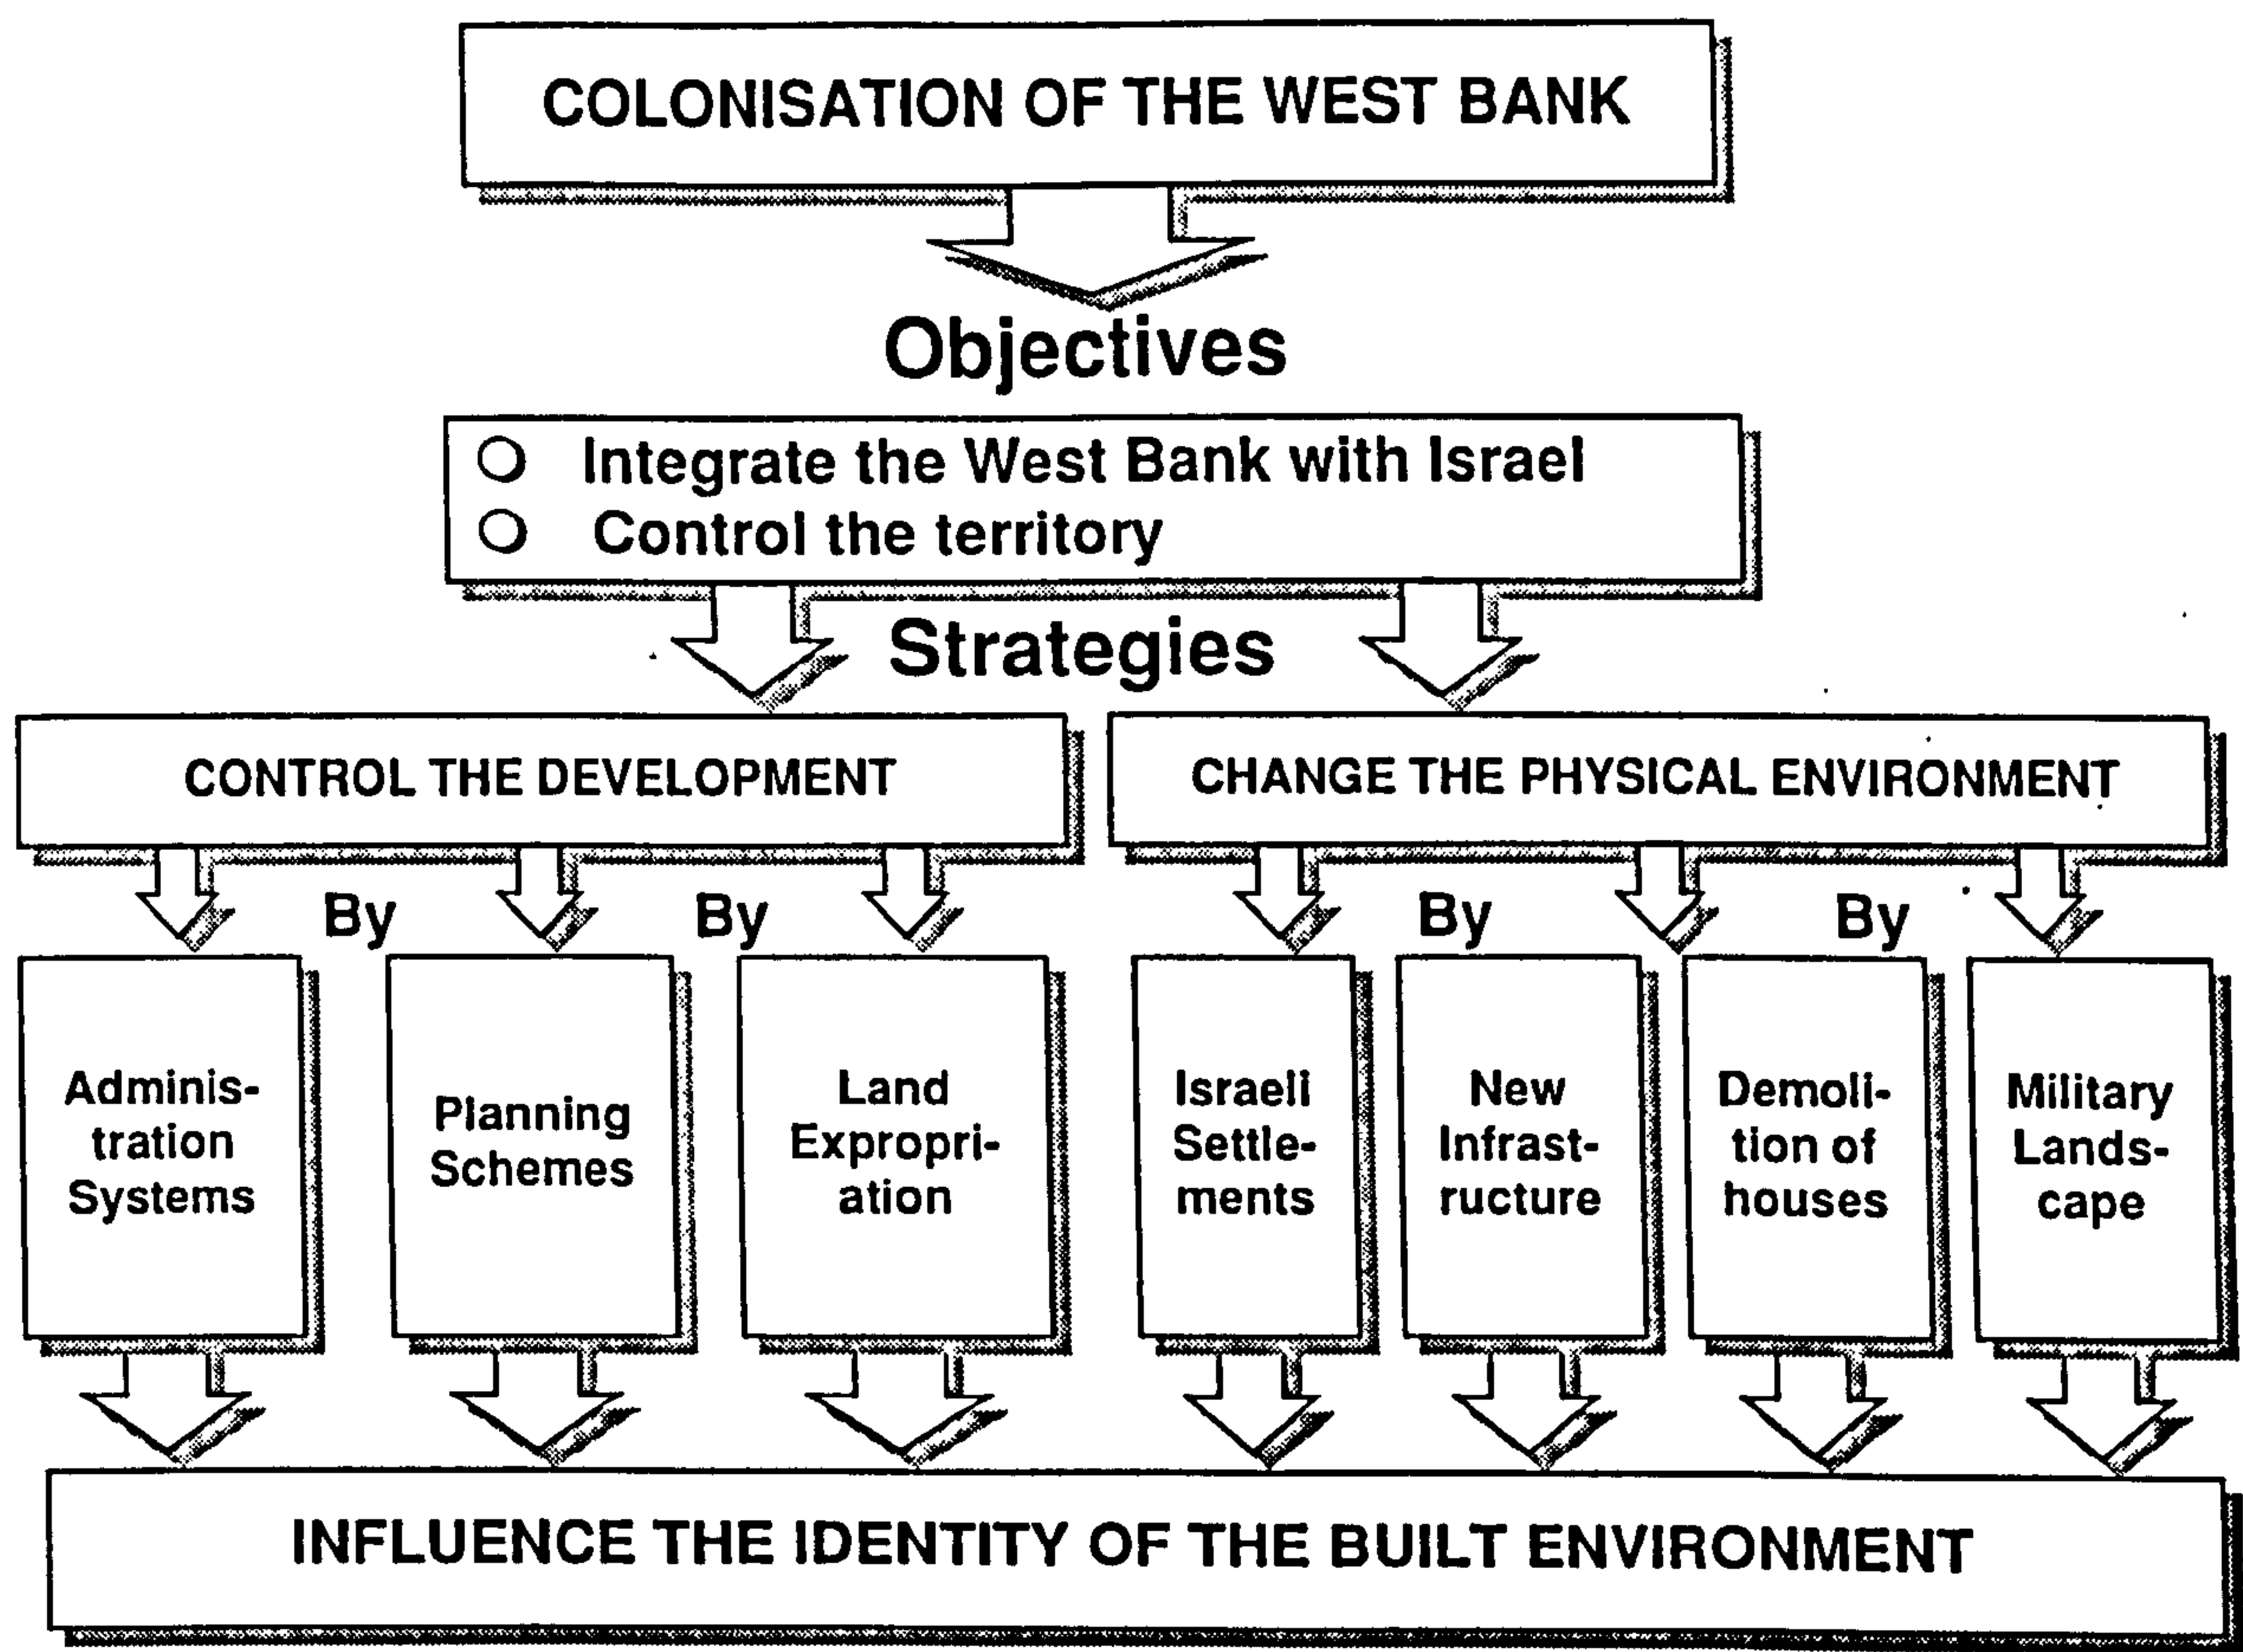 COLONISATION OF THE WEST BANK
Objectives
Integrate the West Bank with Israel
Control the territory
Strategies
CONTROL THE DEVELOPMENT
CHANGE THE PHYSICAL ENVIRONMENT
By
By
By
By
Adminis-
tration
Systems
Planning
Schemes
Land
Expropri-
ation
Israeli
Settle-
ments
New
Infrast-
ructure
Demoli-
tion of
houses
Military
Lands-
cape
INFLUENCE THE IDENTITY OF THE BUILT ENVIRONMENT